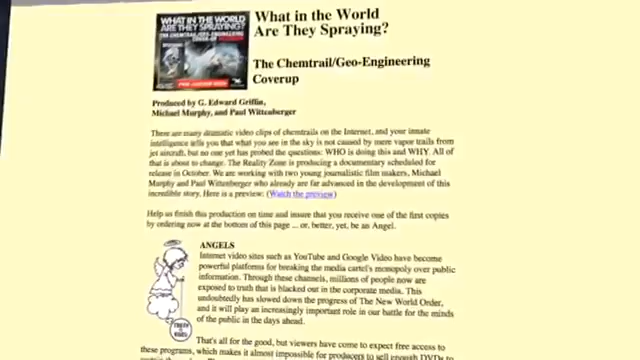 WHAT IN THE WORLD
ARE THEY SPRAYING?
What in the World
Are They Spraying?
The Chemtrail/Geo-Engineering
Coverup
Produced by G. Edward Griffin,
Michael Murphy, and Paul Wittenberger
There are many dramatic video clips of chemtrails on the Internet, and your innate
intelligence tells you that what you see in the sky is not caused by mere vapor trails from
jet aircraft, but no one yet has probed the questions: WHO is doing this and WHY. All of
that is about to change. The Reality Zone is producing a documentary scheduled for
release in October. We are working with two young journalistic film makers, Michael
Murphy and Paul Wittenberger who already are far advanced in the development of this
incredible story. Here is a preview: (Watch the preview)
Help us finish this production on time and insure that you receive one of the first copies
by ordering now at the bottom of this page ... or, better, yet, be an Angel.
ANGELS
Internet video sites such as YouTube and Google Video have become
powerful platforms for breaking the media cartel's monopoly over public
information. Through these channels, millions of people now are
exposed to truth that is blacked out in the corporate media. This
undoubtedly has slowed down the progress of The New World Order,
and it will play an increasingly important role in our battle for the minds
of the public in the days ahead.
That's all for the good, but viewers have come to expect free access to
these programs, which makes it almost impossible for producers to sell enough DVDs to